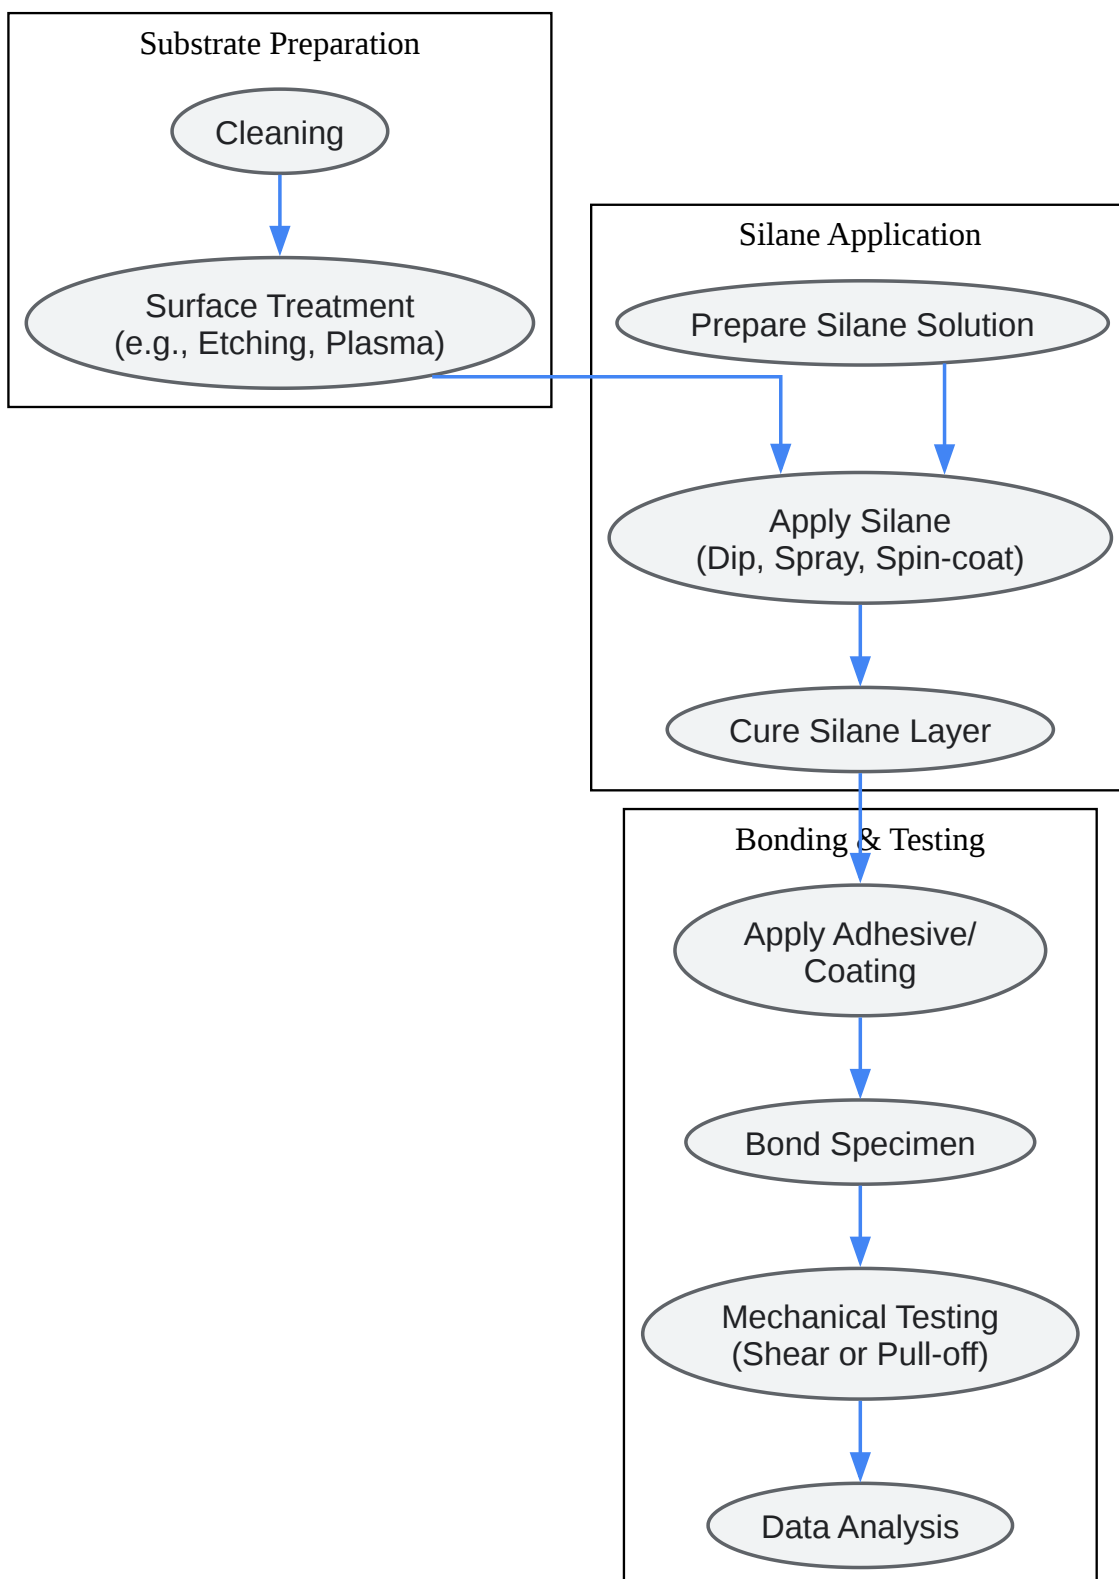 Substrate Preparation
Cleaning
Surface Treatment
(e.g., Etching, Plasma)
Silane Application
Prepare Silane Solution
Apply Silane
(Dip, Spray, Spin-coat)
Cure Silane Layer
Bonding & Testing
Apply Adhesive/
Coating
Bond Specimen
Mechanical Testing
(Shear or Pull-off)
Data Analysis